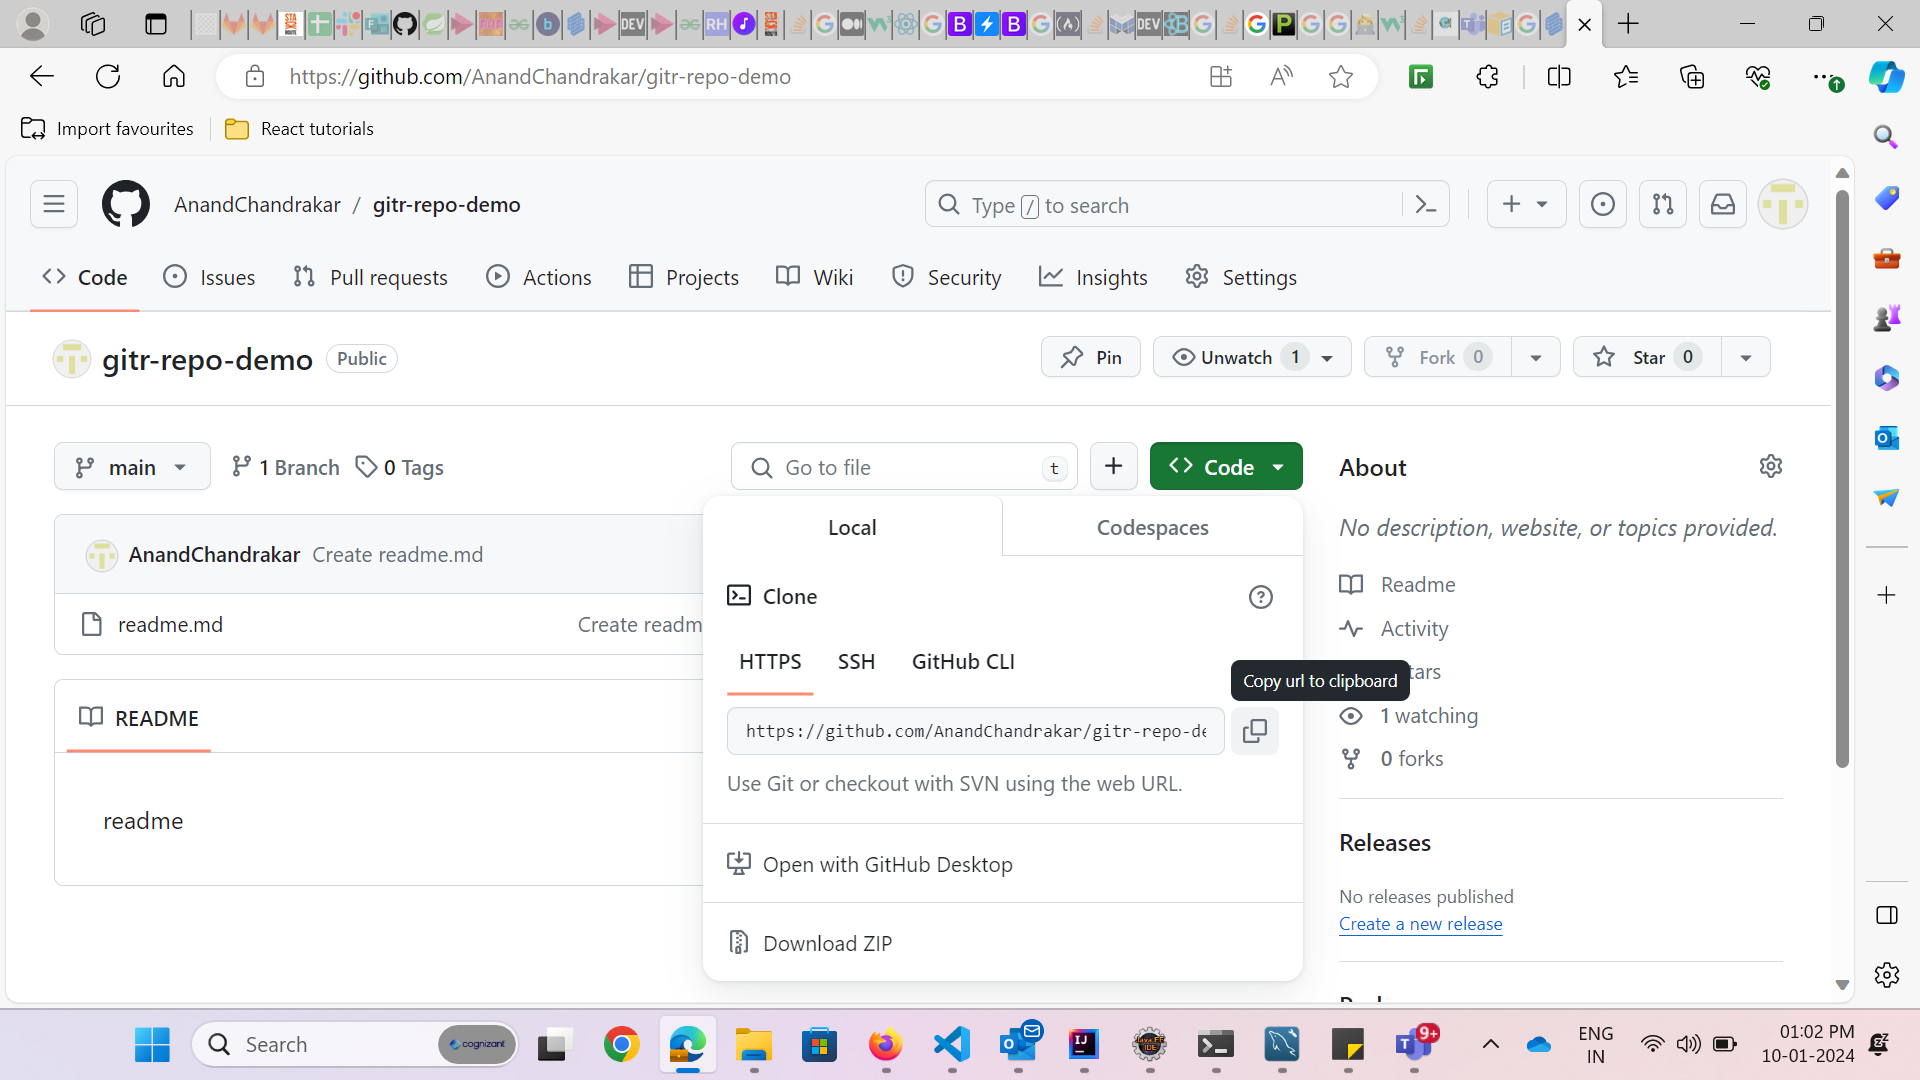 https://github.com/AnandChandrakar/gitr-repo-demo
Import favourites
React tutorials
AnandChandrakar / gitr-repo-demo
Type / to search
Code
Issues
Pull requests
Actions
Projects
Wiki
Security
Insights
Settings
gitr-repo-demo Public
Pin
Unwatch 1
Fork 0
Star 0
main
1 Branch
0 Tags
Go to file t
Code
Local
Codespaces
AnandChandrakar Create readme.md
readme.md
Create readm
README
readme
Clone
HTTPS
SSH
GitHub CLI
Copy url to clipboard
https://github.com/AnandChandrakar/gitr-repo-de
Use Git or checkout with SVN using the web URL.
Open with GitHub Desktop
Download ZIP
About
No description, website, or topics provided.
Readme
Activity
tars
1 watching
0 forks
Releases
No releases published
Create a new release
Search
cognizant
9+
ENG
IN
01:02 PM
10-01-2024